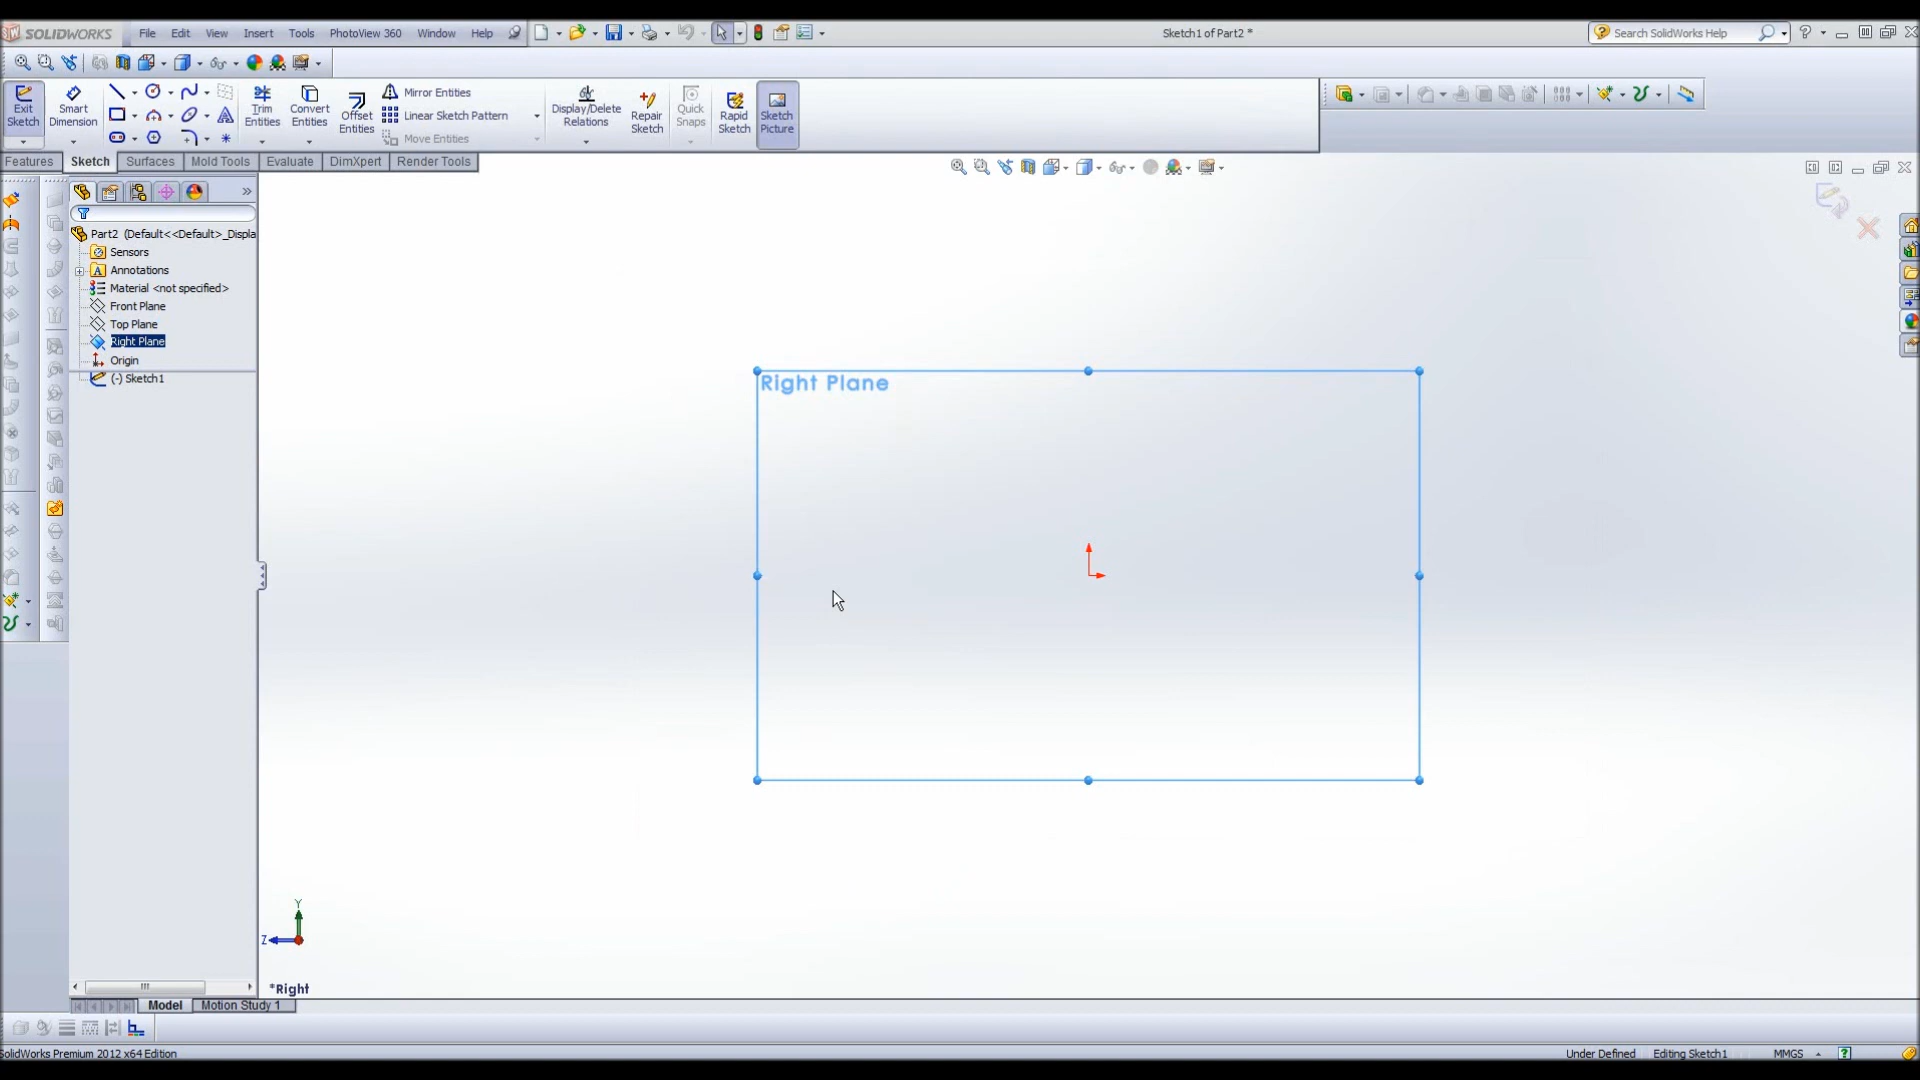 SOLIDWORKS File Edit View Insert Tools PhotoView 360 Window Help Sketch1 of Part2 * Search SolidWorks Help
Exit Sketch
Smart Dimension
Trim Entities
Convert Entities
Offset Entities
Mirror Entities
Linear Sketch Pattern
Move Entities
Display/Delete Relations
Repair Sketch
Quick Snaps
Rapid Sketch
Sketch Picture
Features Sketch Surfaces Mold Tools Evaluate DimXpert Render Tools
Part2 (Default<<Default>_Displa
Sensors
A Annotations
Material <not specified>
Front Plane
Top Plane
Right Plane
Origin
(-) Sketch1
Right Plane
Y
Z
*Right
Model Motion Study 1
SolidWorks Premium 2012 x64 Edition Under Defined Editing Sketch1 MMGS